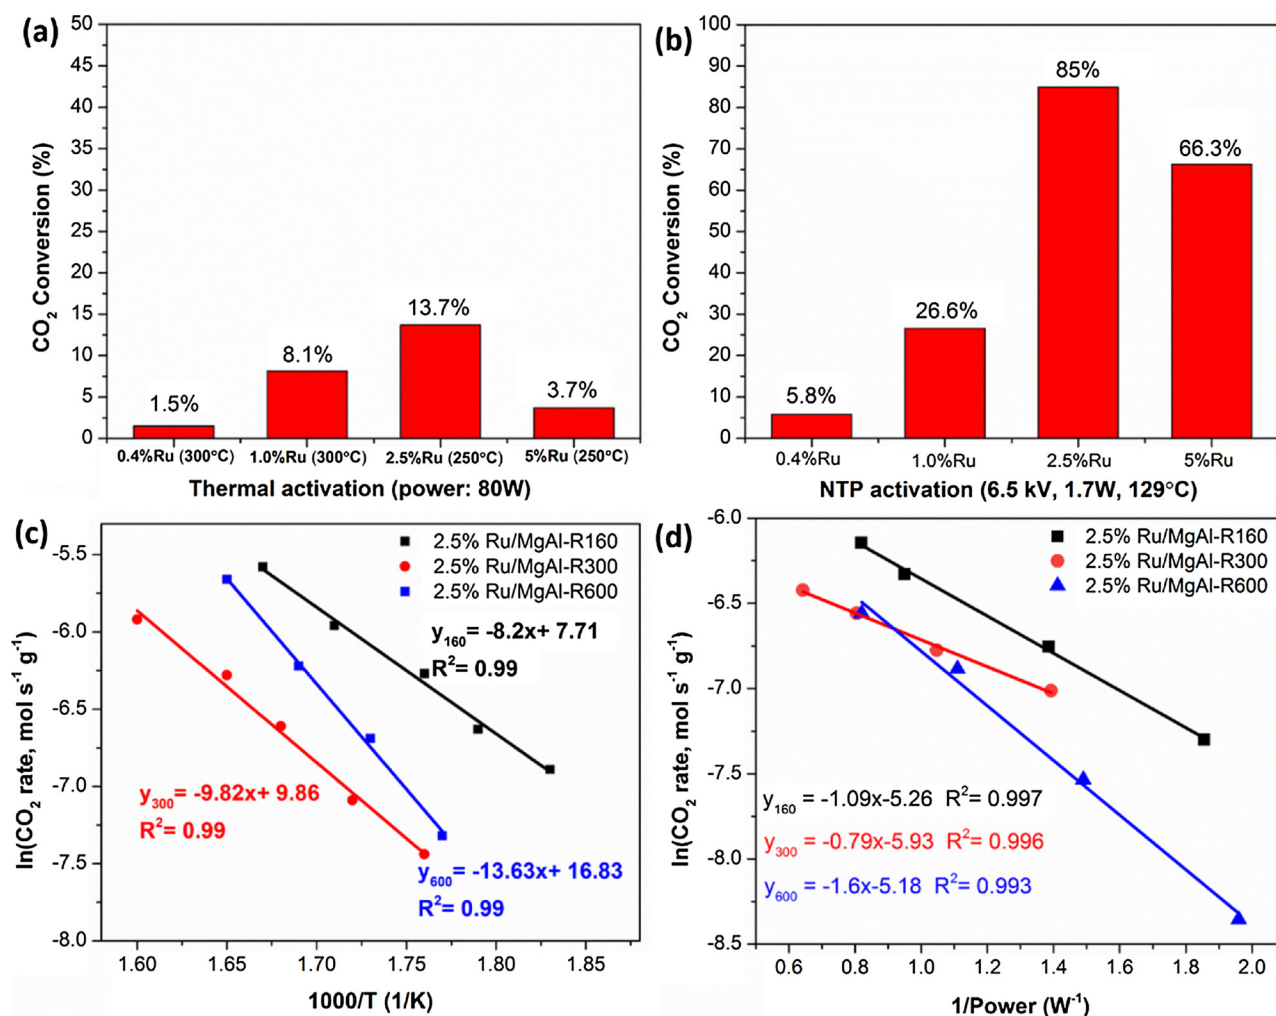 (a)
50
45
40
35
30
25
20
15
10
5
0
CO2 Conversion (%)
1.5%
8.1%
13.7%
3.7%
0.4%Ru (300°C)
1.0%Ru (300°C)
2.5%Ru (250°C)
5%Ru (250°C)
Thermal activation (power: 80W)
(b)
100
90
80
70
60
50
40
30
20
10
0
CO2 Conversion (%)
5.8%
26.6%
85%
66.3%
0.4%Ru
1.0%Ru
2.5%Ru
5%Ru
NTP activation (6.5 kV, 1.7W, 129°C)
(c)
-5.5
-6.0
-6.5
-7.0
-7.5
-8.0
ln(CO2 rate, mol s-1 g-1)
2.5% Ru/MgAl-R160
2.5% Ru/MgAl-R300
2.5% Ru/MgAl-R600
y160= -8.2x+ 7.71
R2= 0.99
y300= -9.82x+ 9.86
R2= 0.99
y600= -13.63x+ 16.83
R2= 0.99
1.60
1.65
1.70
1.75
1.80
1.85
1000/T (1/K)
(d)
-6.0
-6.5
-7.0
-7.5
-8.0
-8.5
ln(CO2 rate, mol s-1 g-1)
2.5% Ru/MgAl-R160
2.5% Ru/MgAl-R300
2.5% Ru/MgAl-R600
y160 = -1.09x-5.26 R2= 0.997
y300 = -0.79x-5.93 R2= 0.996
y600 = -1.6x-5.18 R2= 0.993
0.6
0.8
1.0
1.2
1.4
1.6
1.8
2.0
1/Power (W-1)